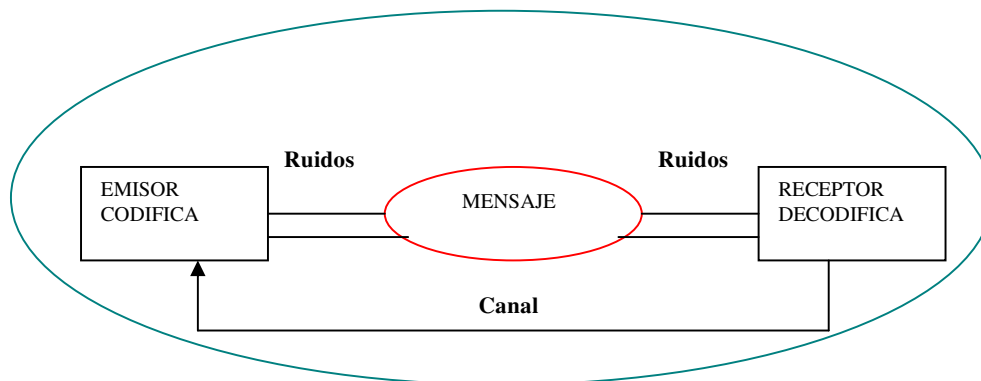 Ruidos
Ruidos
EMISOR
CODIFICA
MENSAJE
RECEPTOR
DECODIFICA
Canal